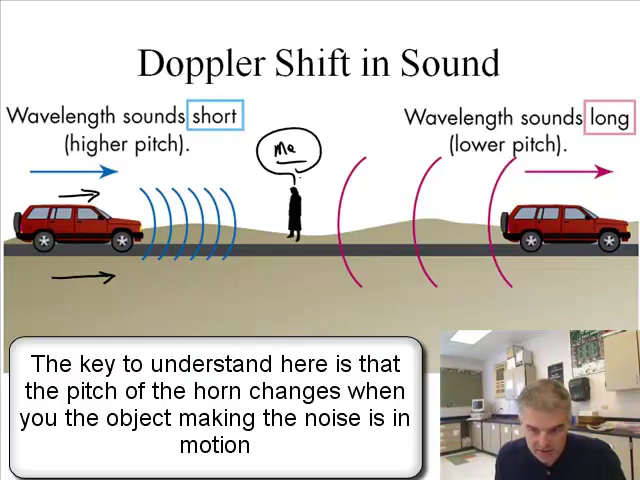 Doppler Shift in Sound
Wavelength sounds short
(higher pitch).
Wavelength sounds long
(lower pitch).
me
The key to understand here is that
the pitch of the horn changes when
you the object making the noise is in
motion